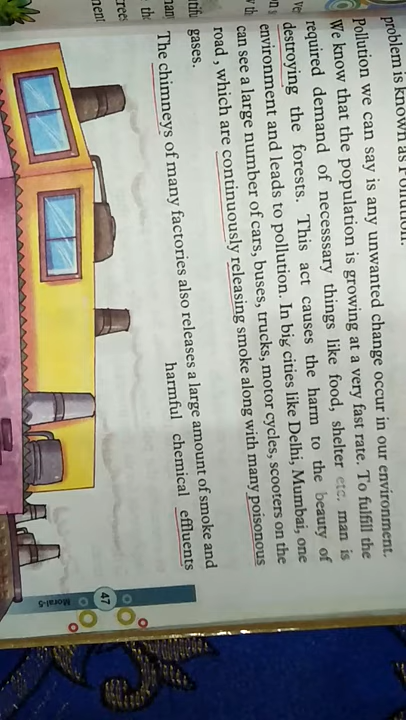 problem is known as Pollution.
Pollution we can say is any unwanted change occur in our environment.
We know that the population is growing at a very fast rate. To fulfill the
required demand of necesssary things like food, shelter etc. man is
destroying the forests. This act causes the harm to the beauty of
environment and leads to pollution. In big cities like Delhi, Mumbai, one
can see a large number of cars, buses, trucks, motor cycles, scooters on the
road , which are continuously releasing smoke along with many poisonous
gases.
The chimneys of many factories also releases a large amount of smoke and
harmful chemical effluents
47
Moral-5